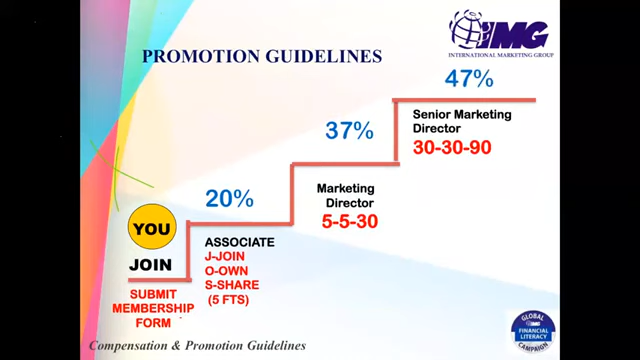 IMG
INTERNATIONAL MARKETING GROUP
PROMOTION GUIDELINES
47%
Senior Marketing
Director
30-30-90
37%
Marketing
Director
5-5-30
20%
ASSOCIATE
J-JOIN
O-OWN
S-SHARE
(5 FTS)
YOU
JOIN
SUBMIT
MEMBERSHIP
FORM
GLOBAL
IMG
FINANCIAL
LITERACY
CAMPAIGN
Compensation & Promotion Guidelines